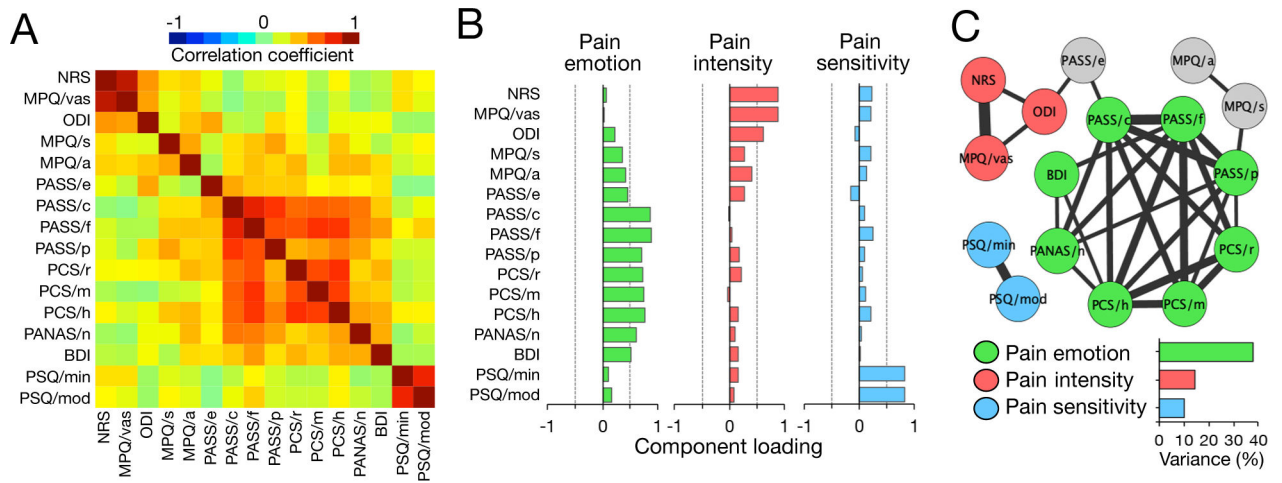 A
-1 0 1
Correlation coefficient
NRS
MPQ/vas
ODI
MPQ/s
MPQ/a
PASS/e
PASS/c
PASS/f
PASS/p
PCS/r
PCS/m
PCS/h
PANAS/n
BDI
PSQ/min
PSQ/mod
NRS
MPQ/vas
ODI
MPQ/s
MPQ/a
PASS/e
PASS/c
PASS/f
PASS/p
PCS/r
PCS/m
PCS/h
PANAS/n
BDI
PSQ/min
PSQ/mod
B
Pain
emotion
Pain
intensity
Pain
sensitivity
NRS
MPQ/vas
ODI
MPQ/s
MPQ/a
PASS/e
PASS/c
PASS/f
PASS/p
PCS/r
PCS/m
PCS/h
PANAS/n
BDI
PSQ/min
PSQ/mod
-1 0 1
-1 0 1
-1 0 1
Component loading
C
PASS/e
MPQ/a
NRS
ODI
MPQ/s
MPQ/vas
PASS/c
PASS/f
BDI
PASS/p
PSQ/min
PANAS/n
PCS/r
PSQ/mod
PCS/h
PCS/m
Pain emotion
Pain intensity
Pain sensitivity
0 10 20 30 40
Variance (%)